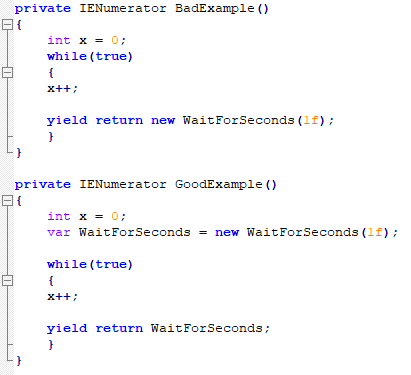 private IENumerator BadExample()
{
int x = 0;
while(true)
{
x++;
yield return new WaitForSeconds(1f);
}
}
private IENumerator GoodExample()
{
int x = 0;
var WaitForSeconds = new WaitForSeconds(1f);
while(true)
{
x++;
yield return WaitForSeconds;
}
}